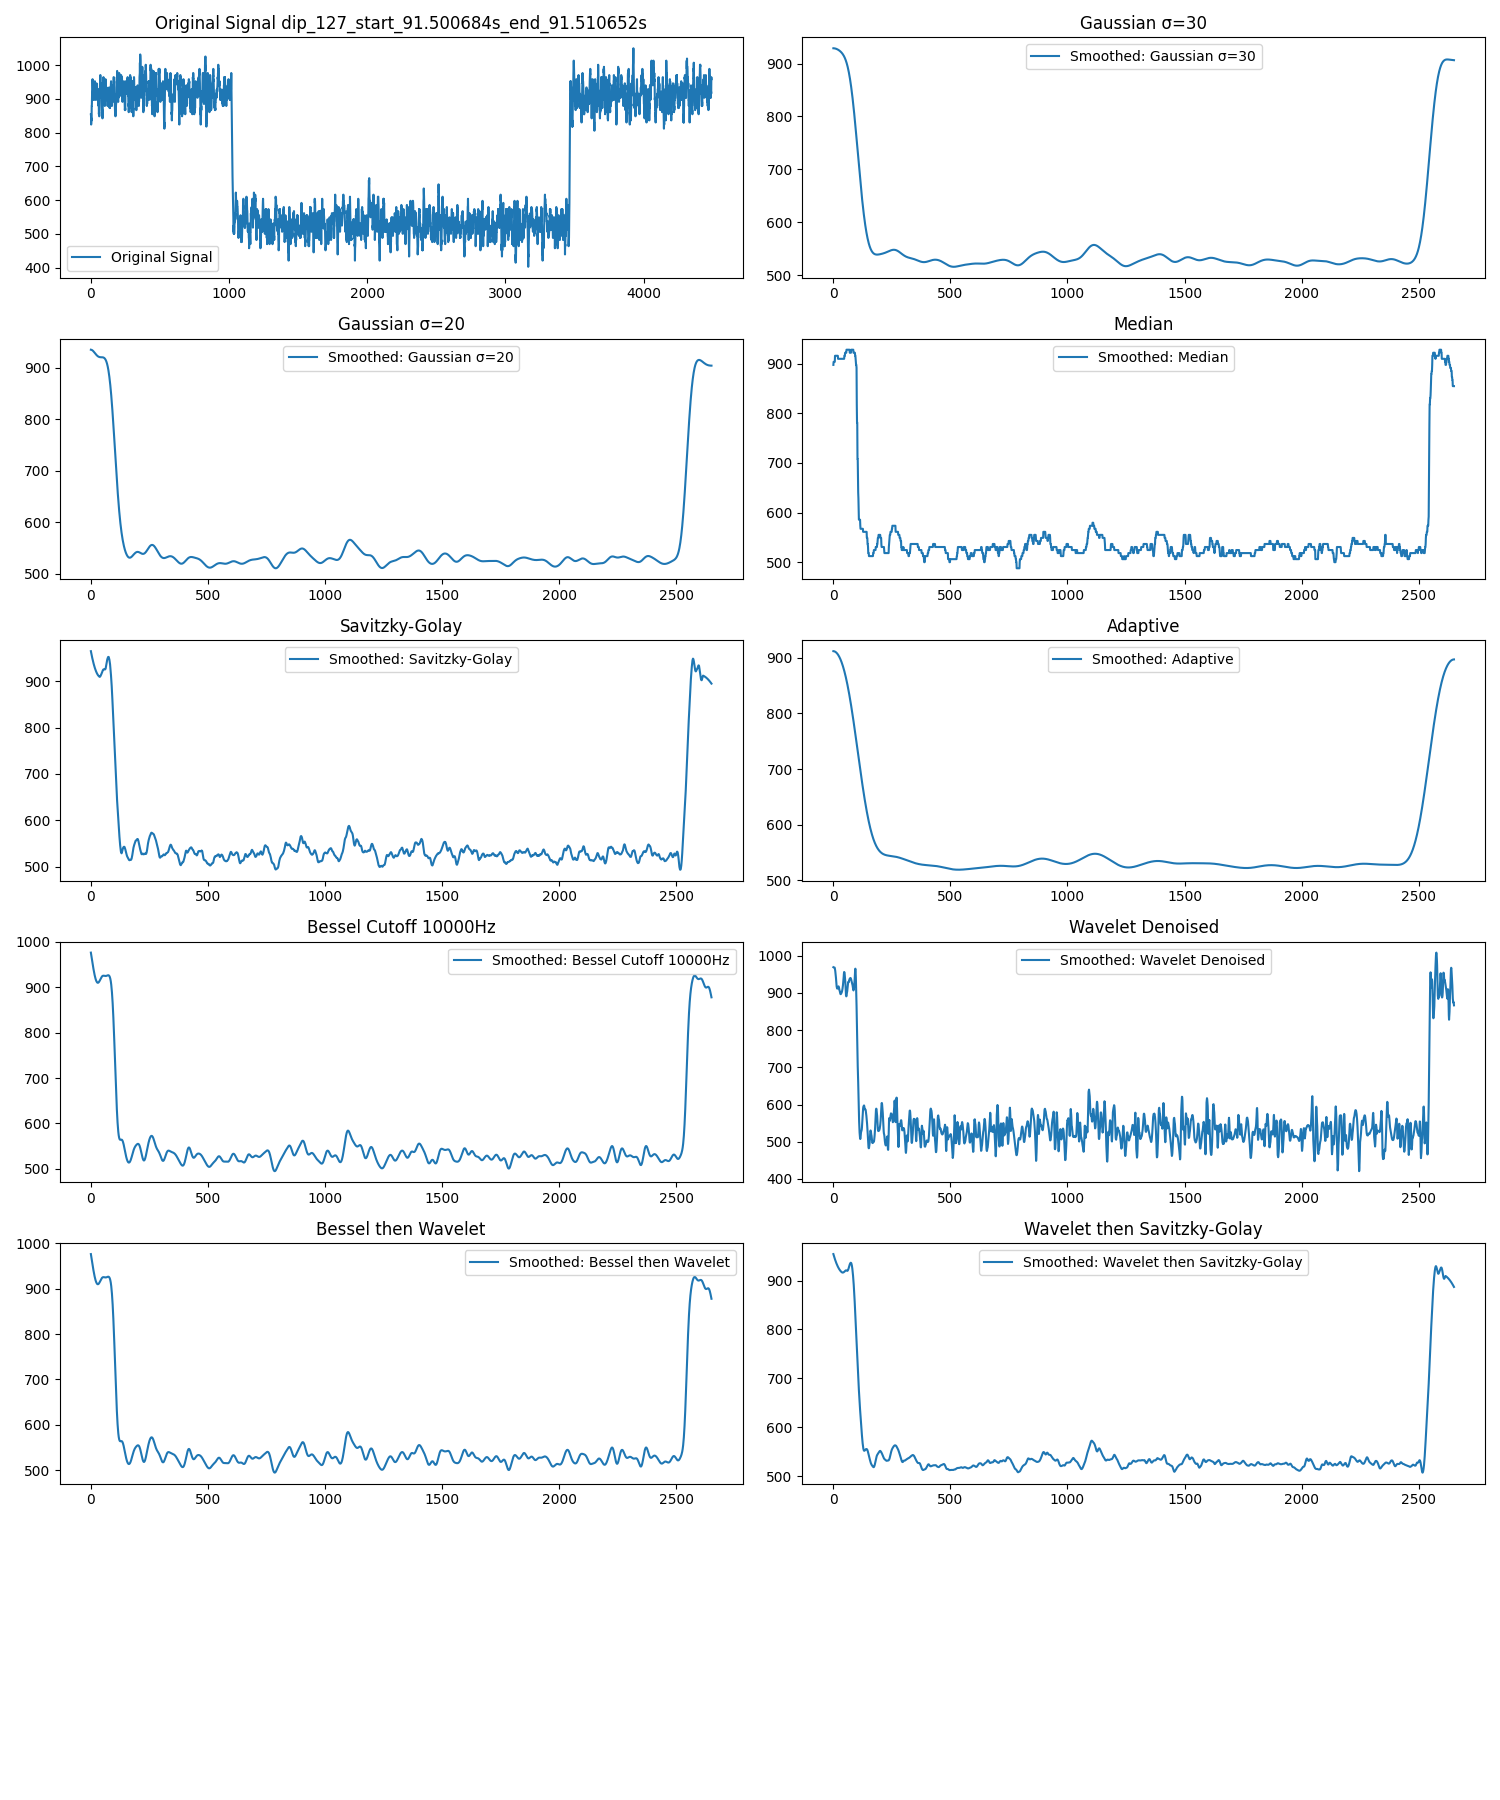 Original Signal dip_127_start_91.500684s_end_91.510652s
1000
900
800
700
600
500
400
Original Signal
0 1000 2000 3000 4000
Gaussian σ=30
900
800
700
600
500
Smoothed: Gaussian σ=30
0 500 1000 1500 2000 2500
Gaussian σ=20
900
800
700
600
500
Smoothed: Gaussian σ=20
0 500 1000 1500 2000 2500
Median
900
800
700
600
500
Smoothed: Median
0 500 1000 1500 2000 2500
Savitzky-Golay
900
800
700
600
500
Smoothed: Savitzky-Golay
0 500 1000 1500 2000 2500
Adaptive
900
800
700
600
500
Smoothed: Adaptive
0 500 1000 1500 2000 2500
Bessel Cutoff 10000Hz
1000
900
800
700
600
500
Smoothed: Bessel Cutoff 10000Hz
0 500 1000 1500 2000 2500
Wavelet Denoised
1000
900
800
700
600
500
400
Smoothed: Wavelet Denoised
0 500 1000 1500 2000 2500
Bessel then Wavelet
1000
900
800
700
600
500
Smoothed: Bessel then Wavelet
0 500 1000 1500 2000 2500
Wavelet then Savitzky-Golay
900
800
700
600
500
Smoothed: Wavelet then Savitzky-Golay
0 500 1000 1500 2000 2500